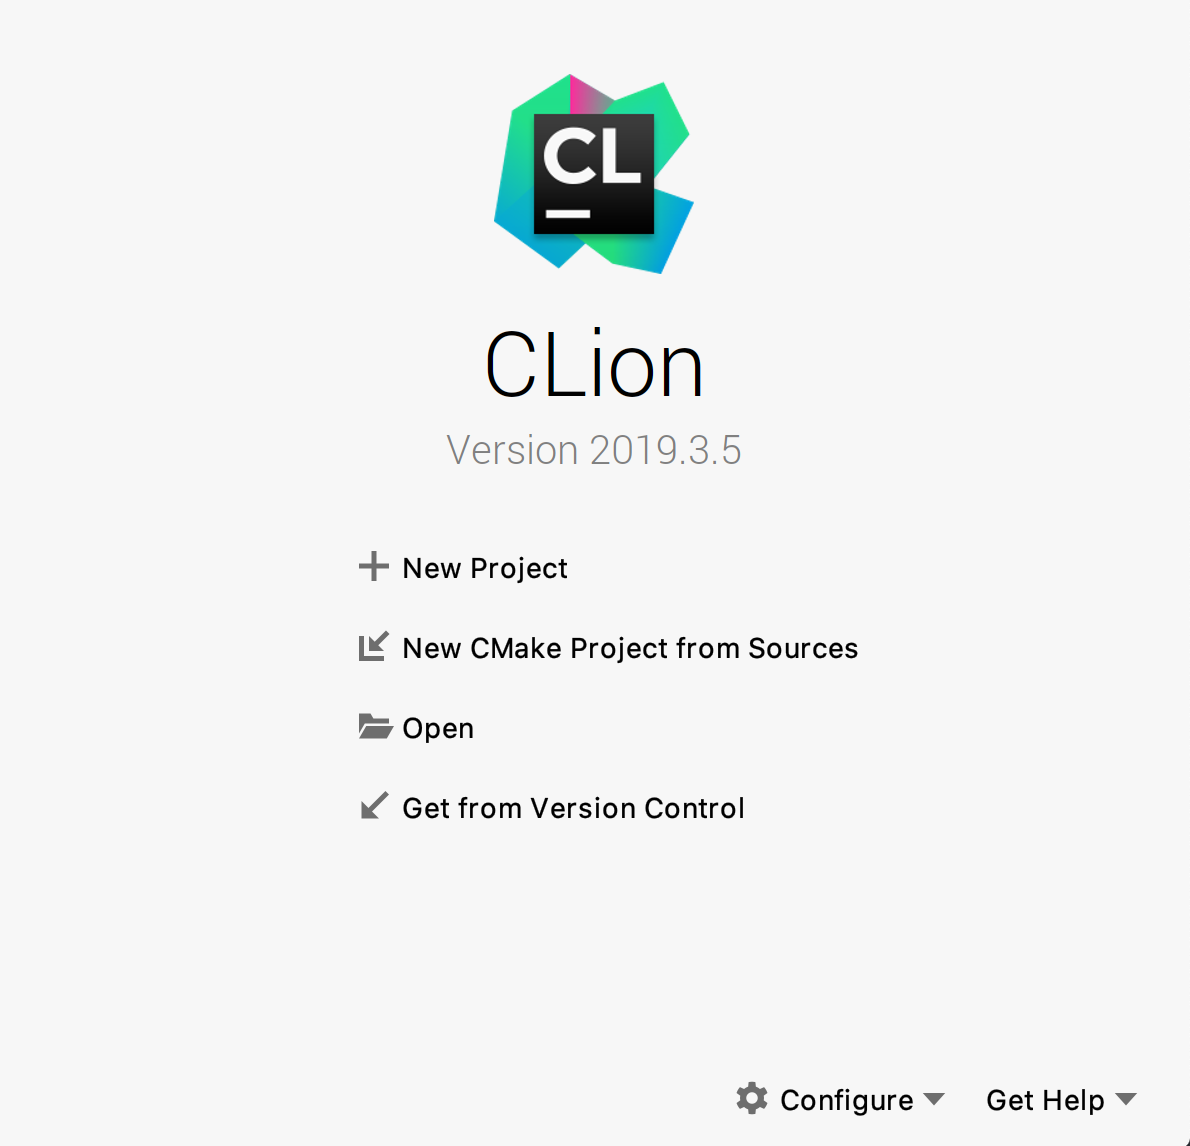 CL
CLion
Version 2019.3.5
New Project
New CMake Project from Sources
Open
Get from Version Control
Configure
Get Help